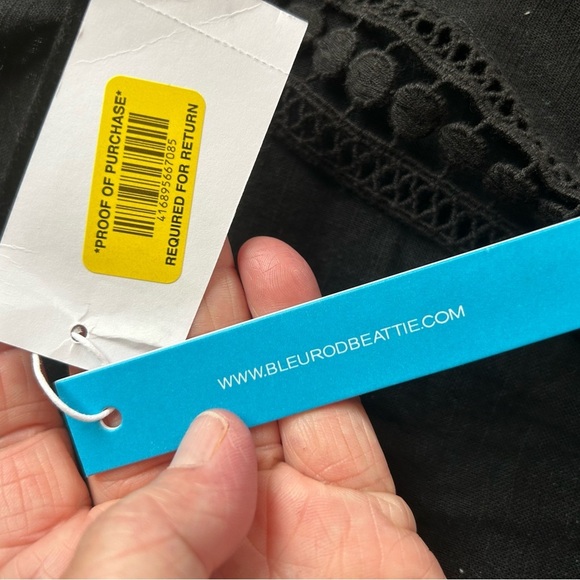 *PROOF OF PURCHASE*
416895667085
REQUIRED FOR RETURN
WWW.BLEURODBEATTIE.COM